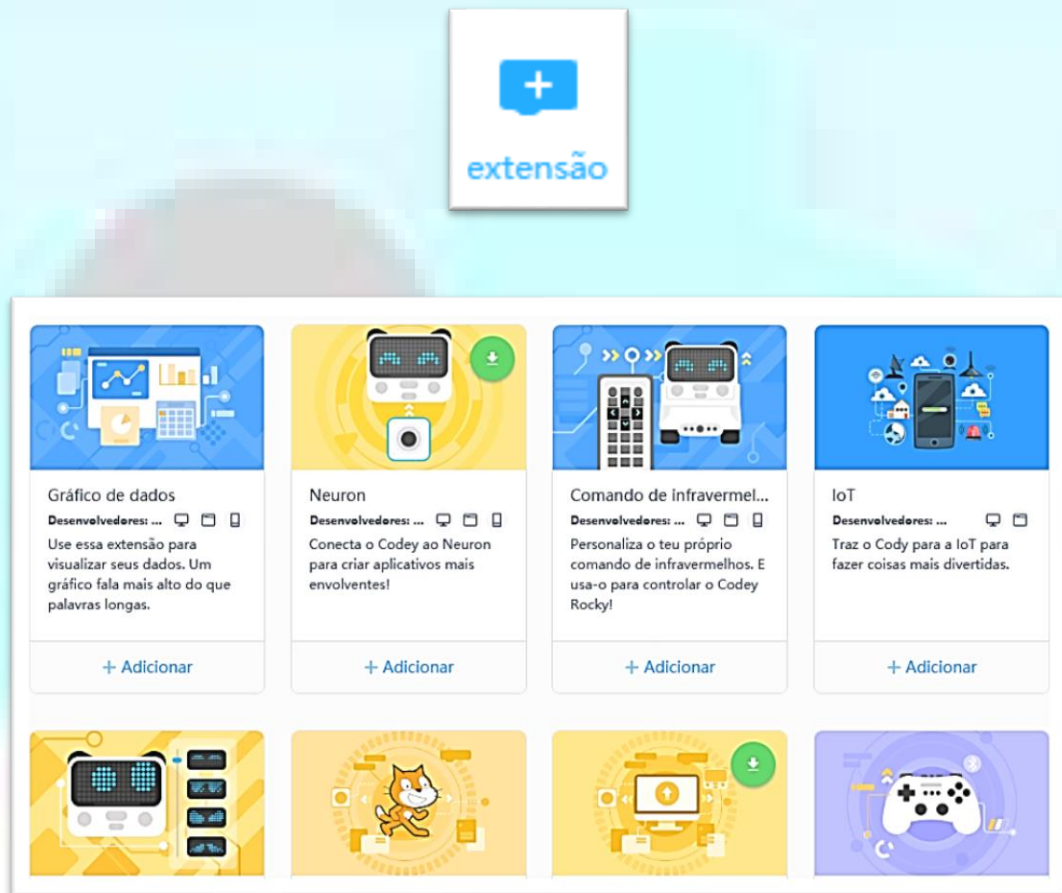 extensão
Gráfico de dados
Desenvolvedores: ...
Use essa extensão para
visualizar seus dados. Um
gráfico fala mais alto do que
palavras longas.
+ Adicionar
Neuron
Desenvolvedores: ...
Conecta o Codey ao Neuron
para criar aplicativos mais
envolventes!
+ Adicionar
Comando de infravermel...
Desenvolvedores: ...
Personaliza o teu próprio
comando de infravermelhos. E
usa-o para controlar o Codey
Rocky!
+ Adicionar
IoT
Desenvolvedores: ...
Traz o Cody para a IoT para
fazer coisas mais divertidas.
+ Adicionar